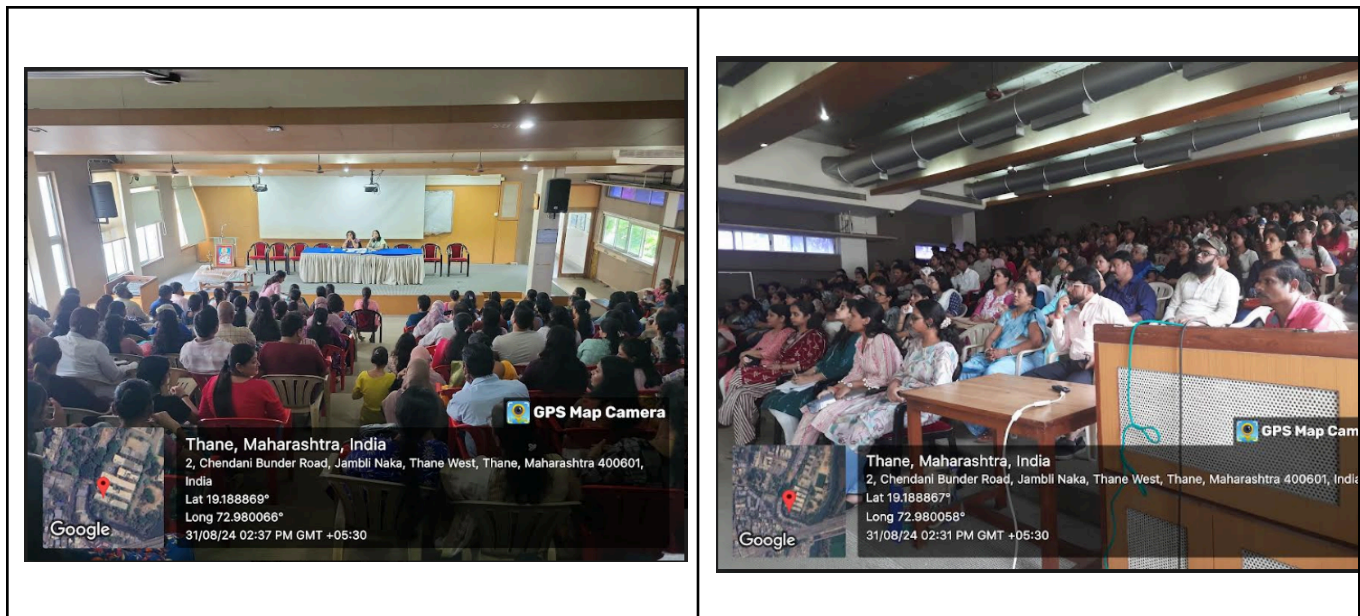 GPS Map Camera
Thane, Maharashtra, India
2, Chendani Bunder Road, Jambli Naka, Thane West, Thane, Maharashtra 400601,
India
Lat 19.188869°
Long 72.980066°
31/08/24 02:37 PM GMT +05:30
Google
GPS Map Cam
Thane, Maharashtra, India
2, Chendani Bunder Road, Jambli Naka, Thane West, Thane, Maharashtra 400601, India
Lat 19.188867°
Long 72.980058°
31/08/24 02:31 PM GMT +05:30
Google